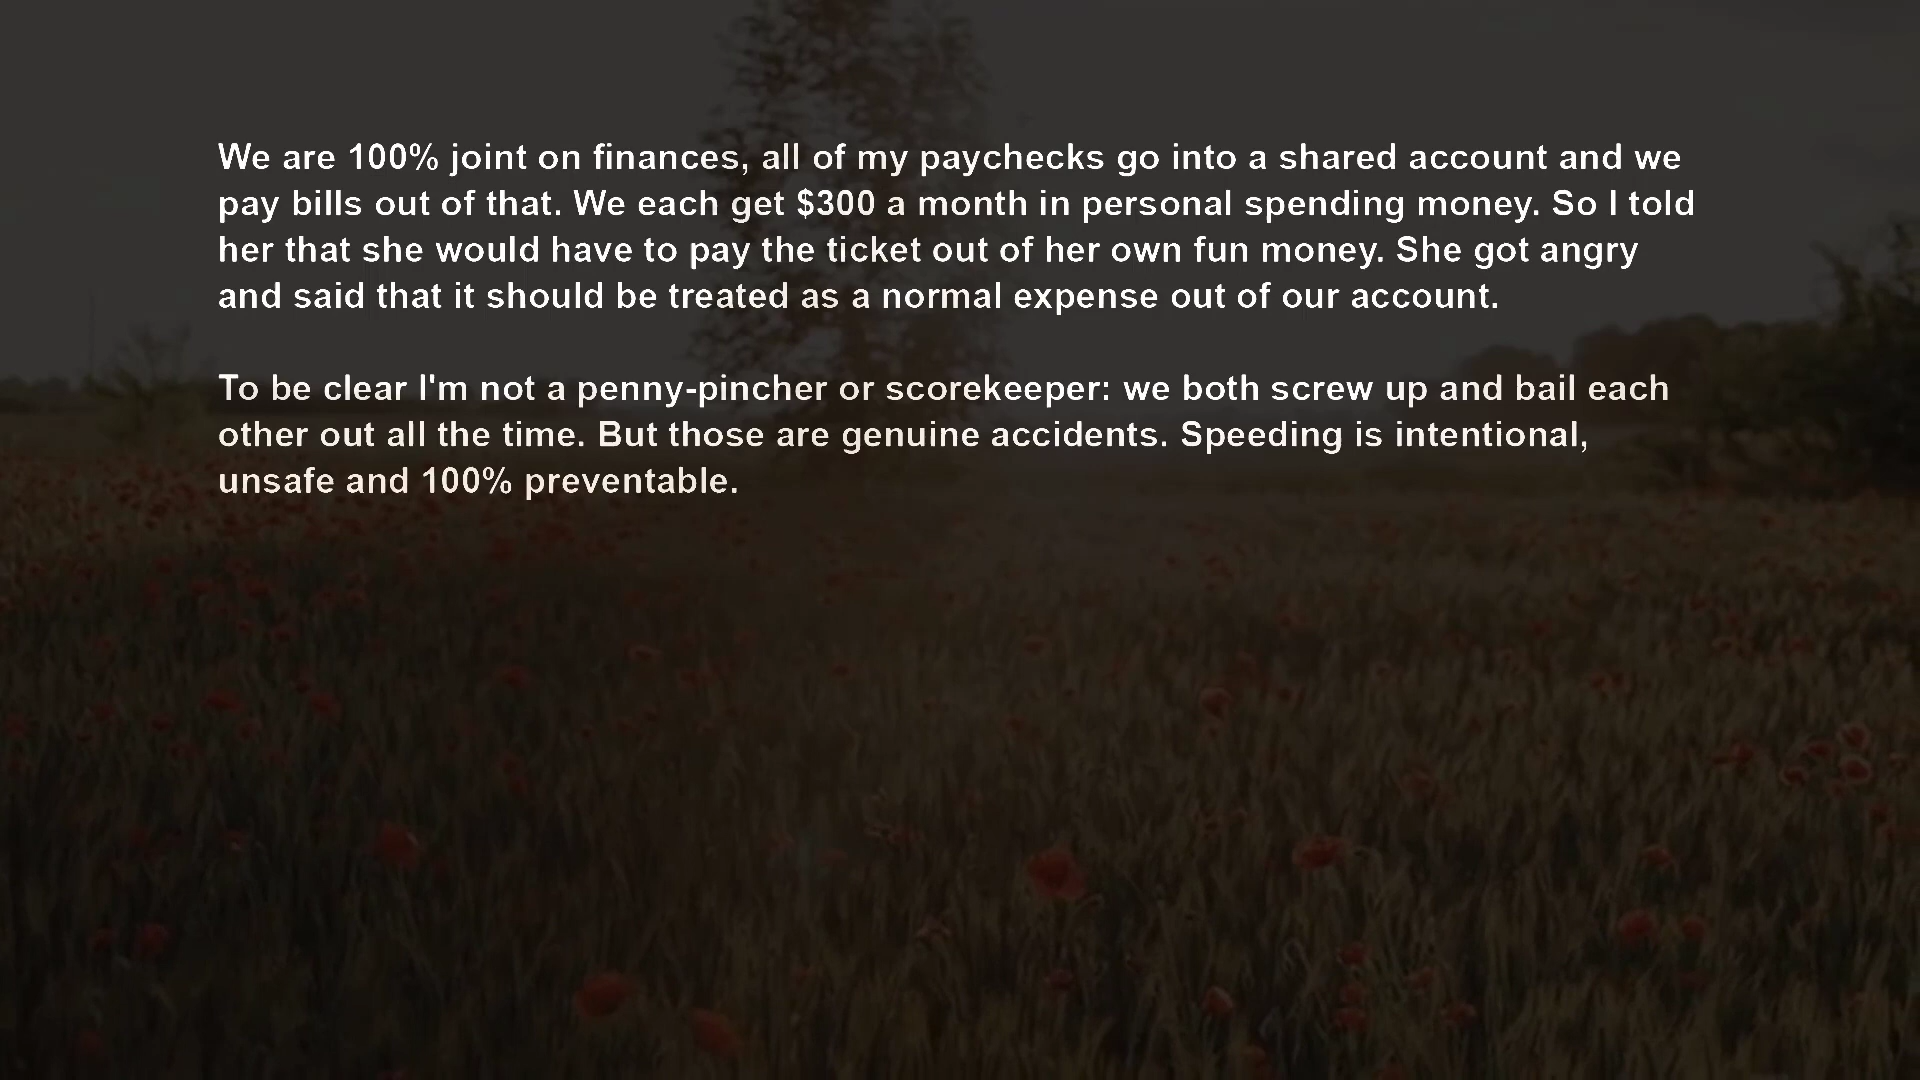 We are 100% joint on finances, all of my paychecks go into a shared account and we
pay bills out of that. We each get $300 a month in personal spending money. So I told
her that she would have to pay the ticket out of her own fun money. She got angry
and said that it should be treated as a normal expense out of our account.
To be clear I'm not a penny-pincher or scorekeeper: we both screw up and bail each
other out all the time. But those are genuine accidents. Speeding is intentional,
unsafe and 100% preventable.